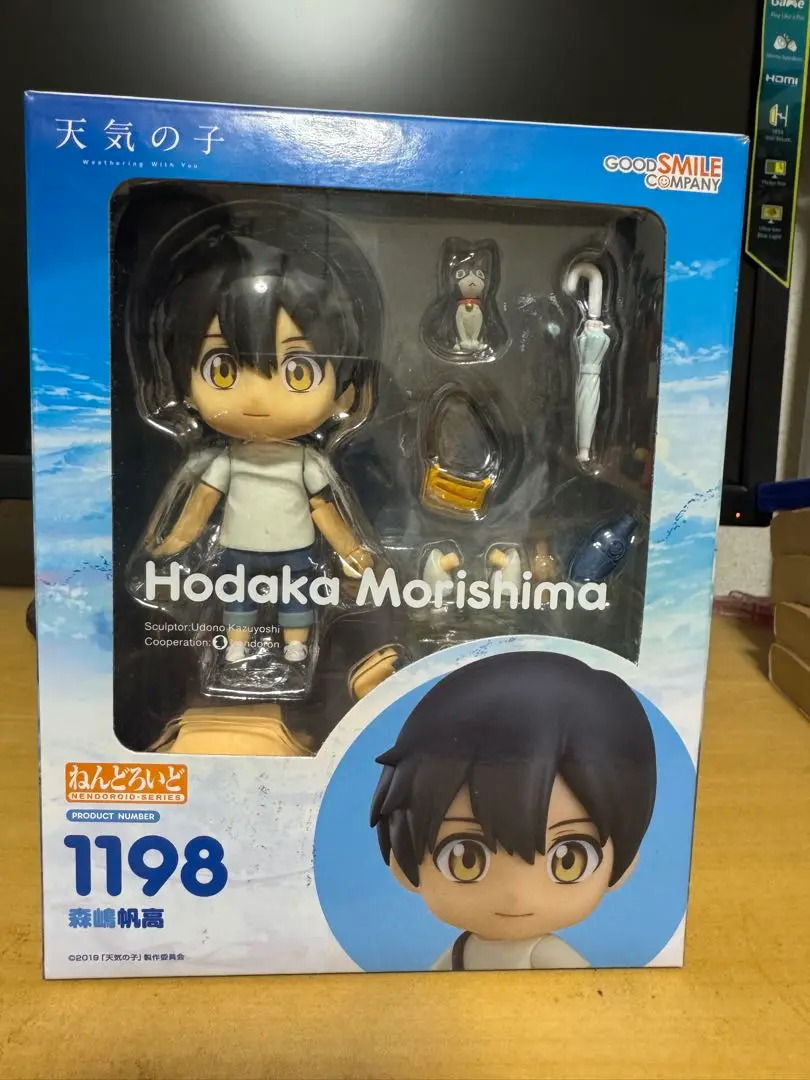 天気の子
Weathering With You
GOOD SMILE
COMPANY
Hodaka Morishima
Sculptor:Udono Kazuyoshi
Cooperation: Nendoron
ねんどろいど
NENDOROID·SERIES
PRODUCT NUMBER
1198
森嶋帆高
©2019「天気の子」製作委員会
HDMI